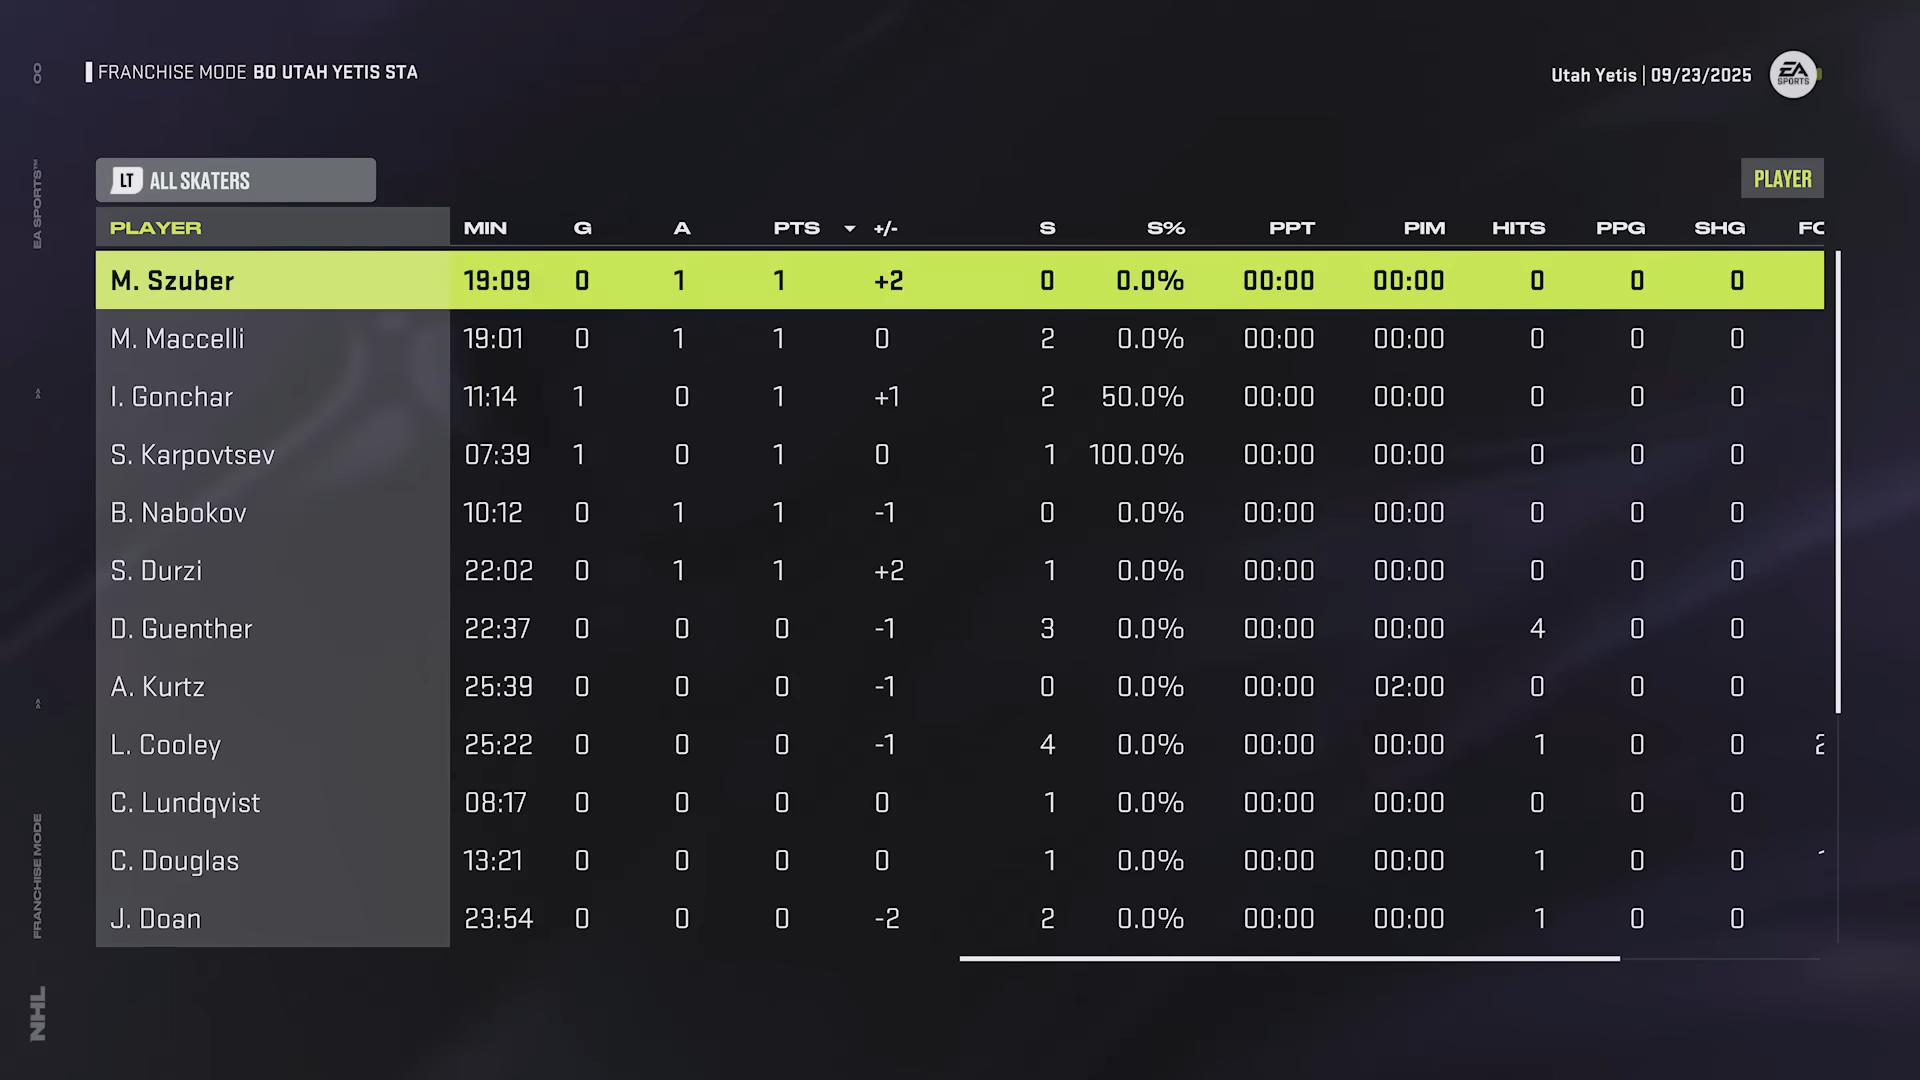 FRANCHISE MODE BO UTAH YETIS STA
Utah Yetis | 09/23/2025
EA SPORTS
LT ALL SKATERS
PLAYER
PLAYER MIN G A PTS +/- S S% PPT PIM HITS PPG SHG
M. Szuber 19:09 0 1 1 +2 0 0.0% 00:00 00:00 0 0 0
M. Maccelli 19:01 0 1 1 0 2 0.0% 00:00 00:00 0 0 0
I. Gonchar 11:14 1 0 1 +1 2 50.0% 00:00 00:00 0 0 0
S. Karpovtsev 07:39 1 0 1 0 1 100.0% 00:00 00:00 0 0 0
B. Nabokov 10:12 0 1 1 -1 0 0.0% 00:00 00:00 0 0 0
S. Durzi 22:02 0 1 1 +2 1 0.0% 00:00 00:00 0 0 0
D. Guenther 22:37 0 0 0 -1 3 0.0% 00:00 00:00 4 0 0
A. Kurtz 25:39 0 0 0 -1 0 0.0% 00:00 02:00 0 0 0
L. Cooley 25:22 0 0 0 -1 4 0.0% 00:00 00:00 1 0 0
C. Lundqvist 08:17 0 0 0 0 1 0.0% 00:00 00:00 0 0 0
C. Douglas 13:21 0 0 0 0 1 0.0% 00:00 00:00 1 0 0
J. Doan 23:54 0 0 0 -2 2 0.0% 00:00 00:00 1 0 0
EA SPORTS™
FRANCHISE MODE
NHL